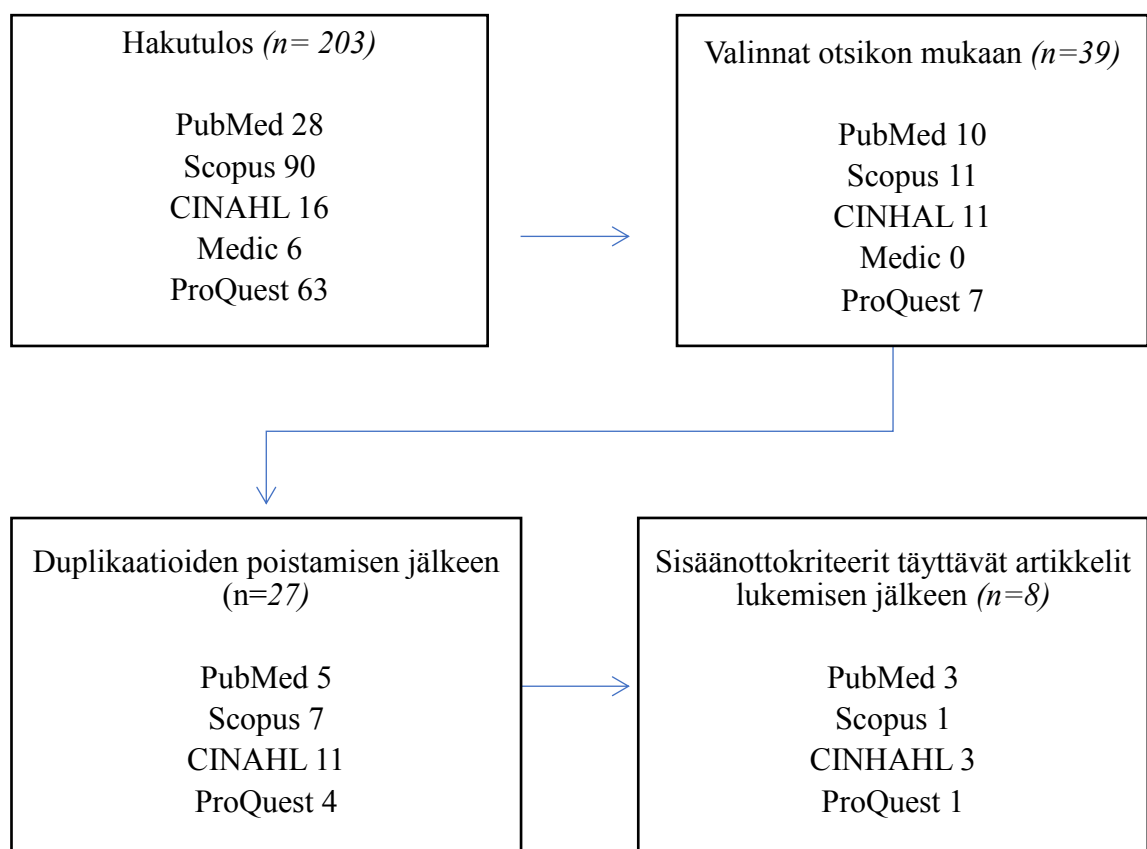 Hakutulos (n= 203)
PubMed 28
Scopus 90
CINAHL 16
Medic 6
ProQuest 63
Valinnat otsikon mukaan (n=39)
PubMed 10
Scopus 11
CINHAL 11
Medic 0
ProQuest 7
Duplikaatioiden poistamisen jälkeen
(n=27)
PubMed 5
Scopus 7
CINAHL 11
ProQuest 4
Sisäänottokriteerit täyttävät artikkelit
lukemisen jälkeen (n=8)
PubMed 3
Scopus 1
CINHAHL 3
ProQuest 1